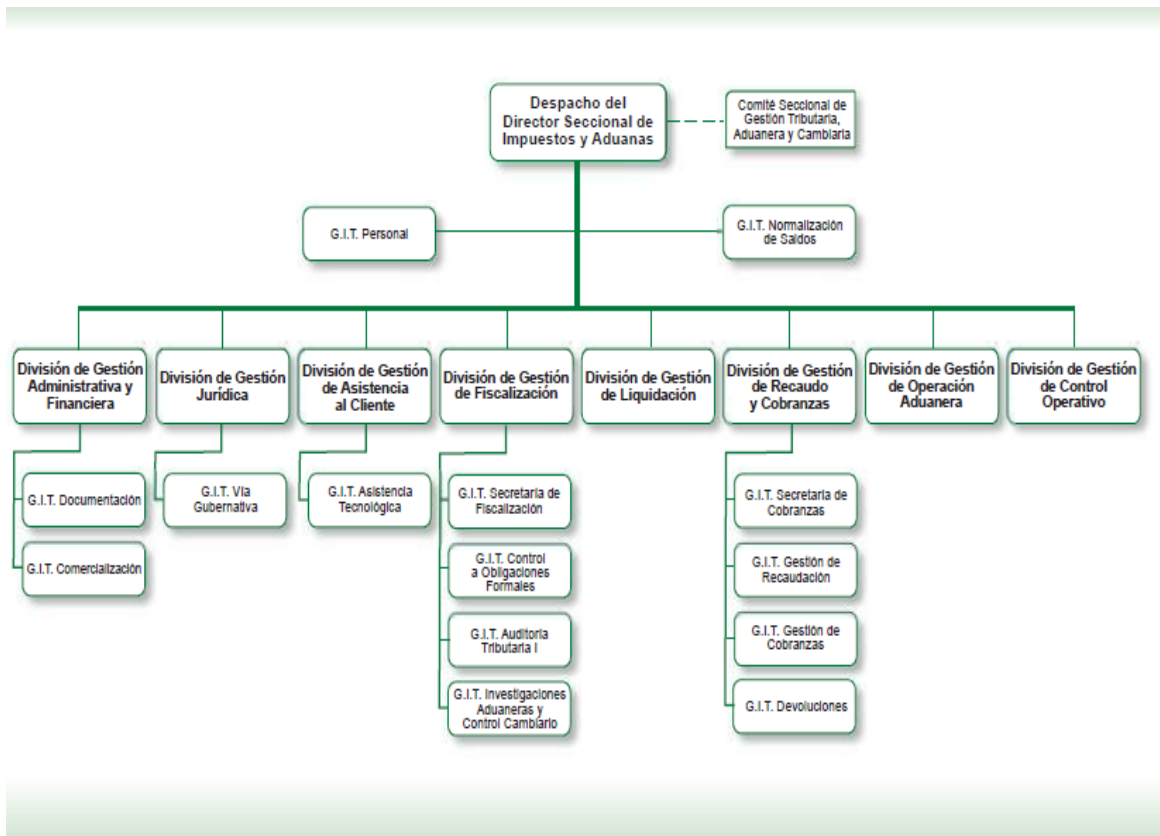 Despacho del
Director Seccional de
Impuestos y Aduanas
Comité Seccional de
Gestión Tributaria,
Aduanera y Cambiaria
G.I.T. Personal
G.I.T. Normalización
de Saldos
División de Gestión
Administrativa y
Financiera
División de Gestión
Jurídica
División de Gestión
de Asistencia
al Cliente
División de Gestión
de Fiscalización
División de Gestión
de Liquidación
División de Gestión
de Recaudo
y Cobranzas
División de Gestión
de Operación
Aduanera
División de Gestión
de Control
Operativo
G.I.T. Documentación
G.I.T. Comercialización
G.I.T. Vía
Gubernativa
G.I.T. Asistencia
Tecnológica
G.I.T. Secretaría de
Fiscalización
G.I.T. Control
a Obligaciones
Formales
G.I.T. Auditoría
Tributaria I
G.I.T. Investigaciones
Aduaneras y
Control Cambiario
G.I.T. Secretaría de
Cobranzas
G.I.T. Gestión de
Recaudación
G.I.T. Gestión de
Cobranzas
G.I.T. Devoluciones